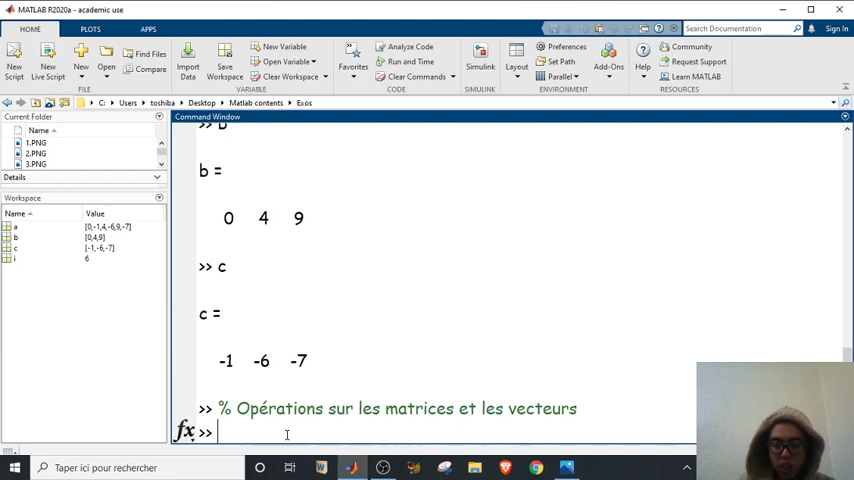 MATLAB R2020a - academic use
HOME PLOTS APPS
Search Documentation
Sign In
New Script
New Live Script
New
Open
Find Files
Compare
Import Data
Save Workspace
New Variable
Open Variable
Clear Workspace
Favorites
Analyze Code
Run and Time
Clear Commands
Simulink
Layout
Preferences
Set Path
Parallel
Add-Ons
Help
Community
Request Support
Learn MATLAB
FILE VARIABLE CODE SIMULINK ENVIRONMENT RESOURCES
C: Users toshiba Desktop Matlab contents Exos
Current Folder
Name
1.PNG
2.PNG
3.PNG
Details
Workspace
Name Value
a [0,-1,4,-6,9,-7]
b [0,4,9]
c [-1,-6,-7]
i 6
Command Window
>> b
b =
0 4 9
>> c
c =
-1 -6 -7
>> % Opérations sur les matrices et les vecteurs
fx >>
Taper ici pour rechercher